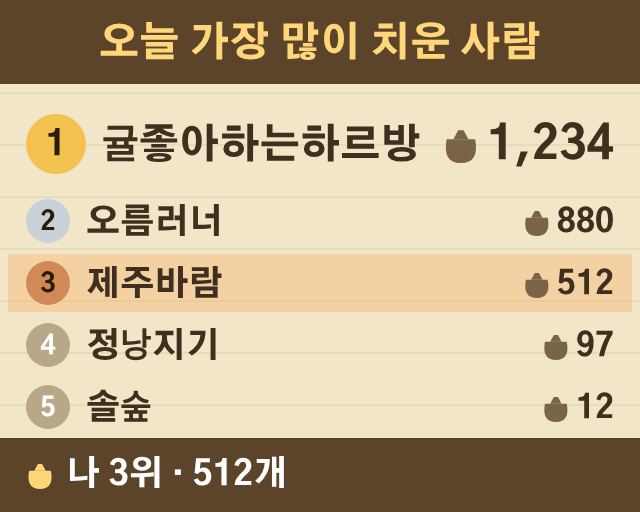 오늘 가장 많이 치운 사람
1 귤좋아하는하르방 1,234
2 오름러너 880
3 제주바람 512
4 정낭지기 97
5 솔숲 12
나 3위 · 512개